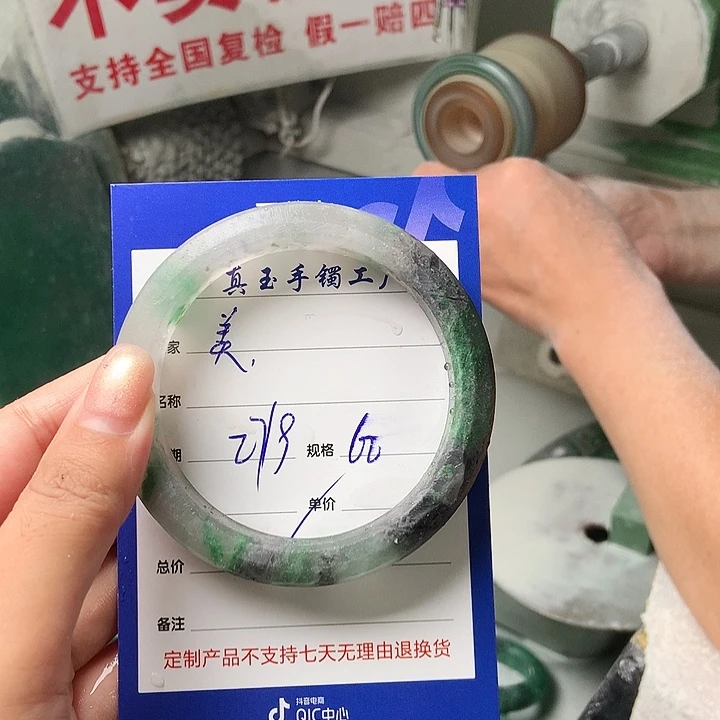 支持全国复检 假一赔四
真玉手镯工厂
家 美,
名称
期 规格 60
单价
总价
备注
定制产品不支持七天无理由退换货
抖音电商
QIC中心